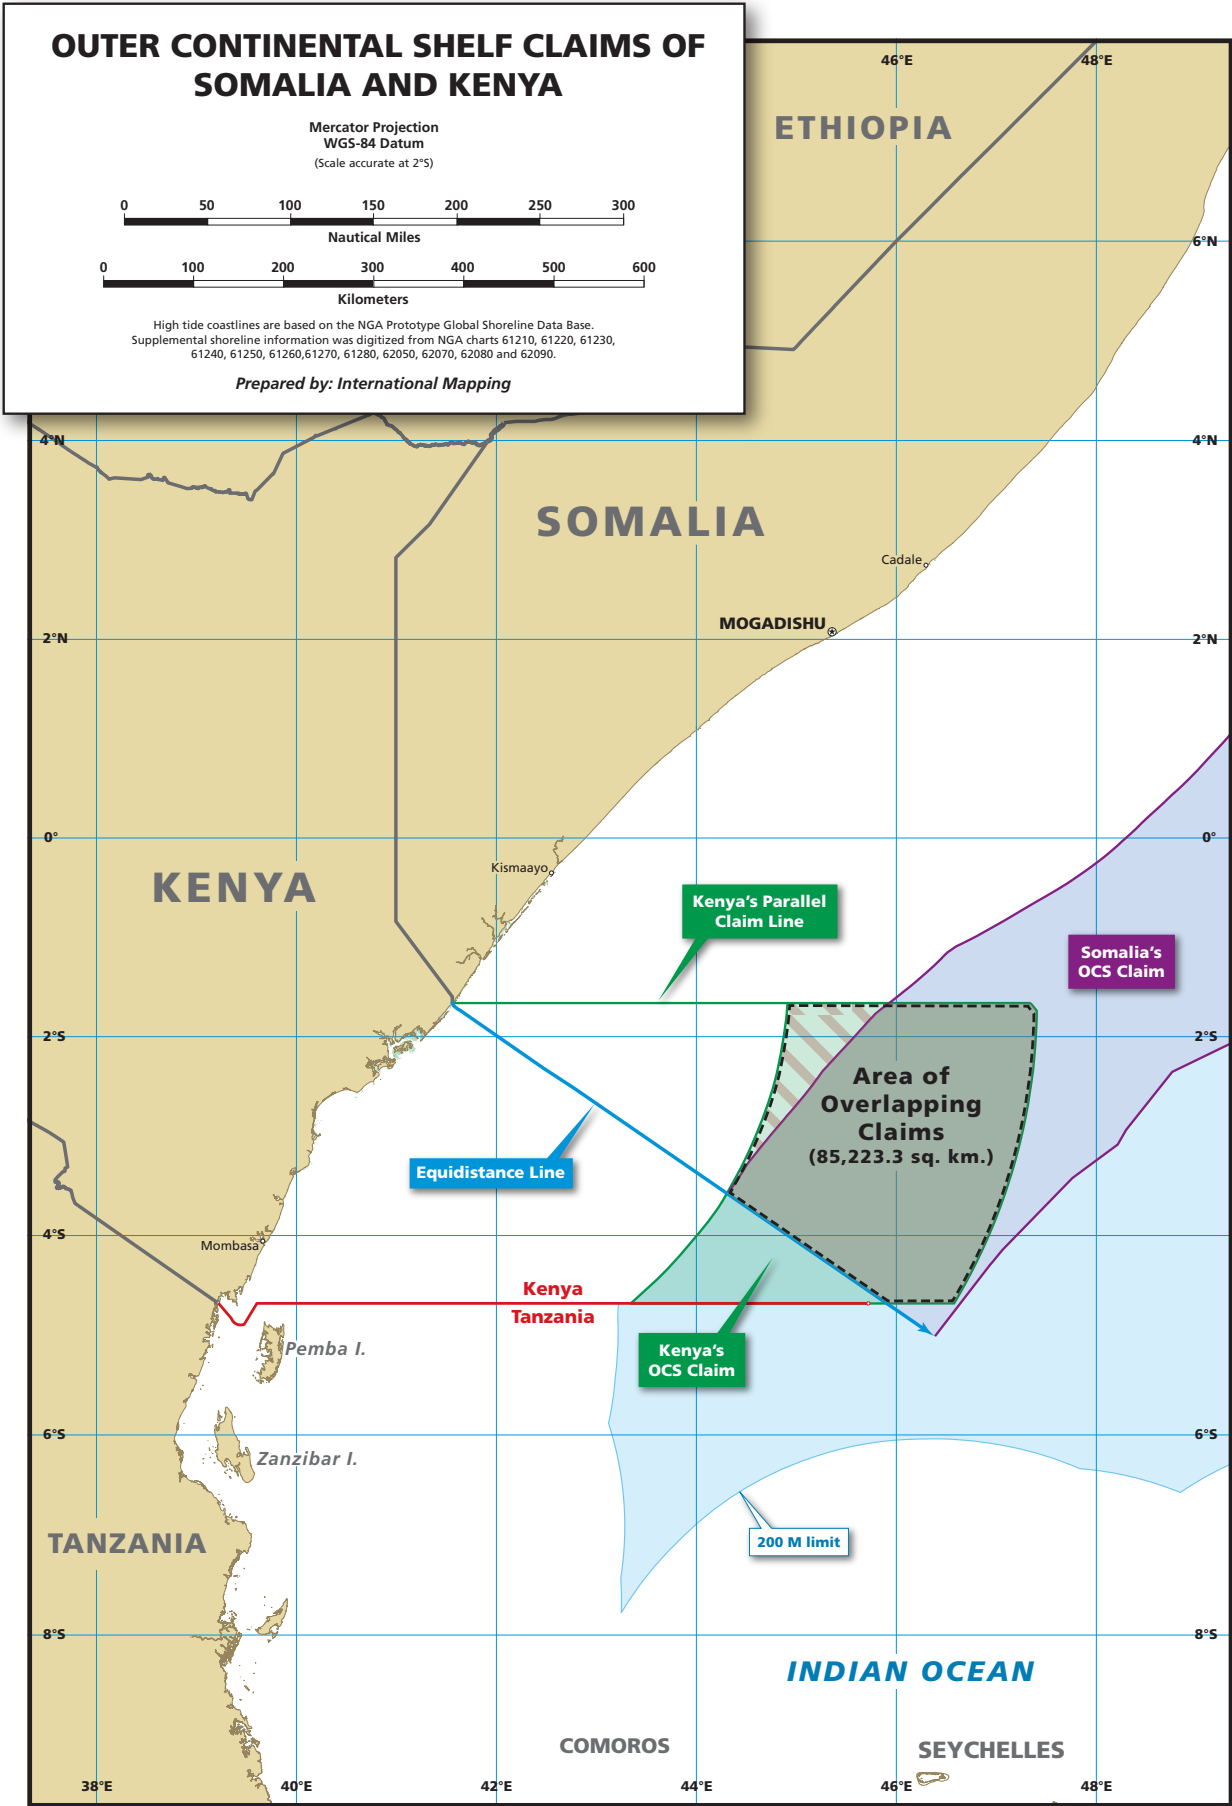 OUTER CONTINENTAL SHELF CLAIMS OF
SOMALIA AND KENYA
Mercator Projection
WGS-84 Datum
(Scale accurate at 2°S)
0 50 100 150 200 250 300
Nautical Miles
0 100 200 300 400 500 600
Kilometers
High tide coastlines are based on the NGA Prototype Global Shoreline Data Base.
Supplemental shoreline information was digitized from NGA charts 61210, 61220, 61230,
61240, 61250, 61260,61270, 61280, 62050, 62070, 62080 and 62090.
Prepared by: International Mapping
46°E 48°E
ETHIOPIA
6°N
4°N 4°N
SOMALIA
Cadale
MOGADISHU
2°N 2°N
0° 0°
Kismaayo
KENYA
Kenya's Parallel
Claim Line
Somalia's
OCS Claim
2°S 2°S
Area of
Overlapping
Claims
(85,223.3 sq. km.)
Equidistance Line
4°S 4°S
Mombasa
Kenya
Tanzania
Pemba I.
Kenya's
OCS Claim
6°S 6°S
Zanzibar I.
TANZANIA
200 M limit
8°S 8°S
INDIAN OCEAN
COMOROS
SEYCHELLES
38°E 40°E 42°E 44°E 46°E 48°E